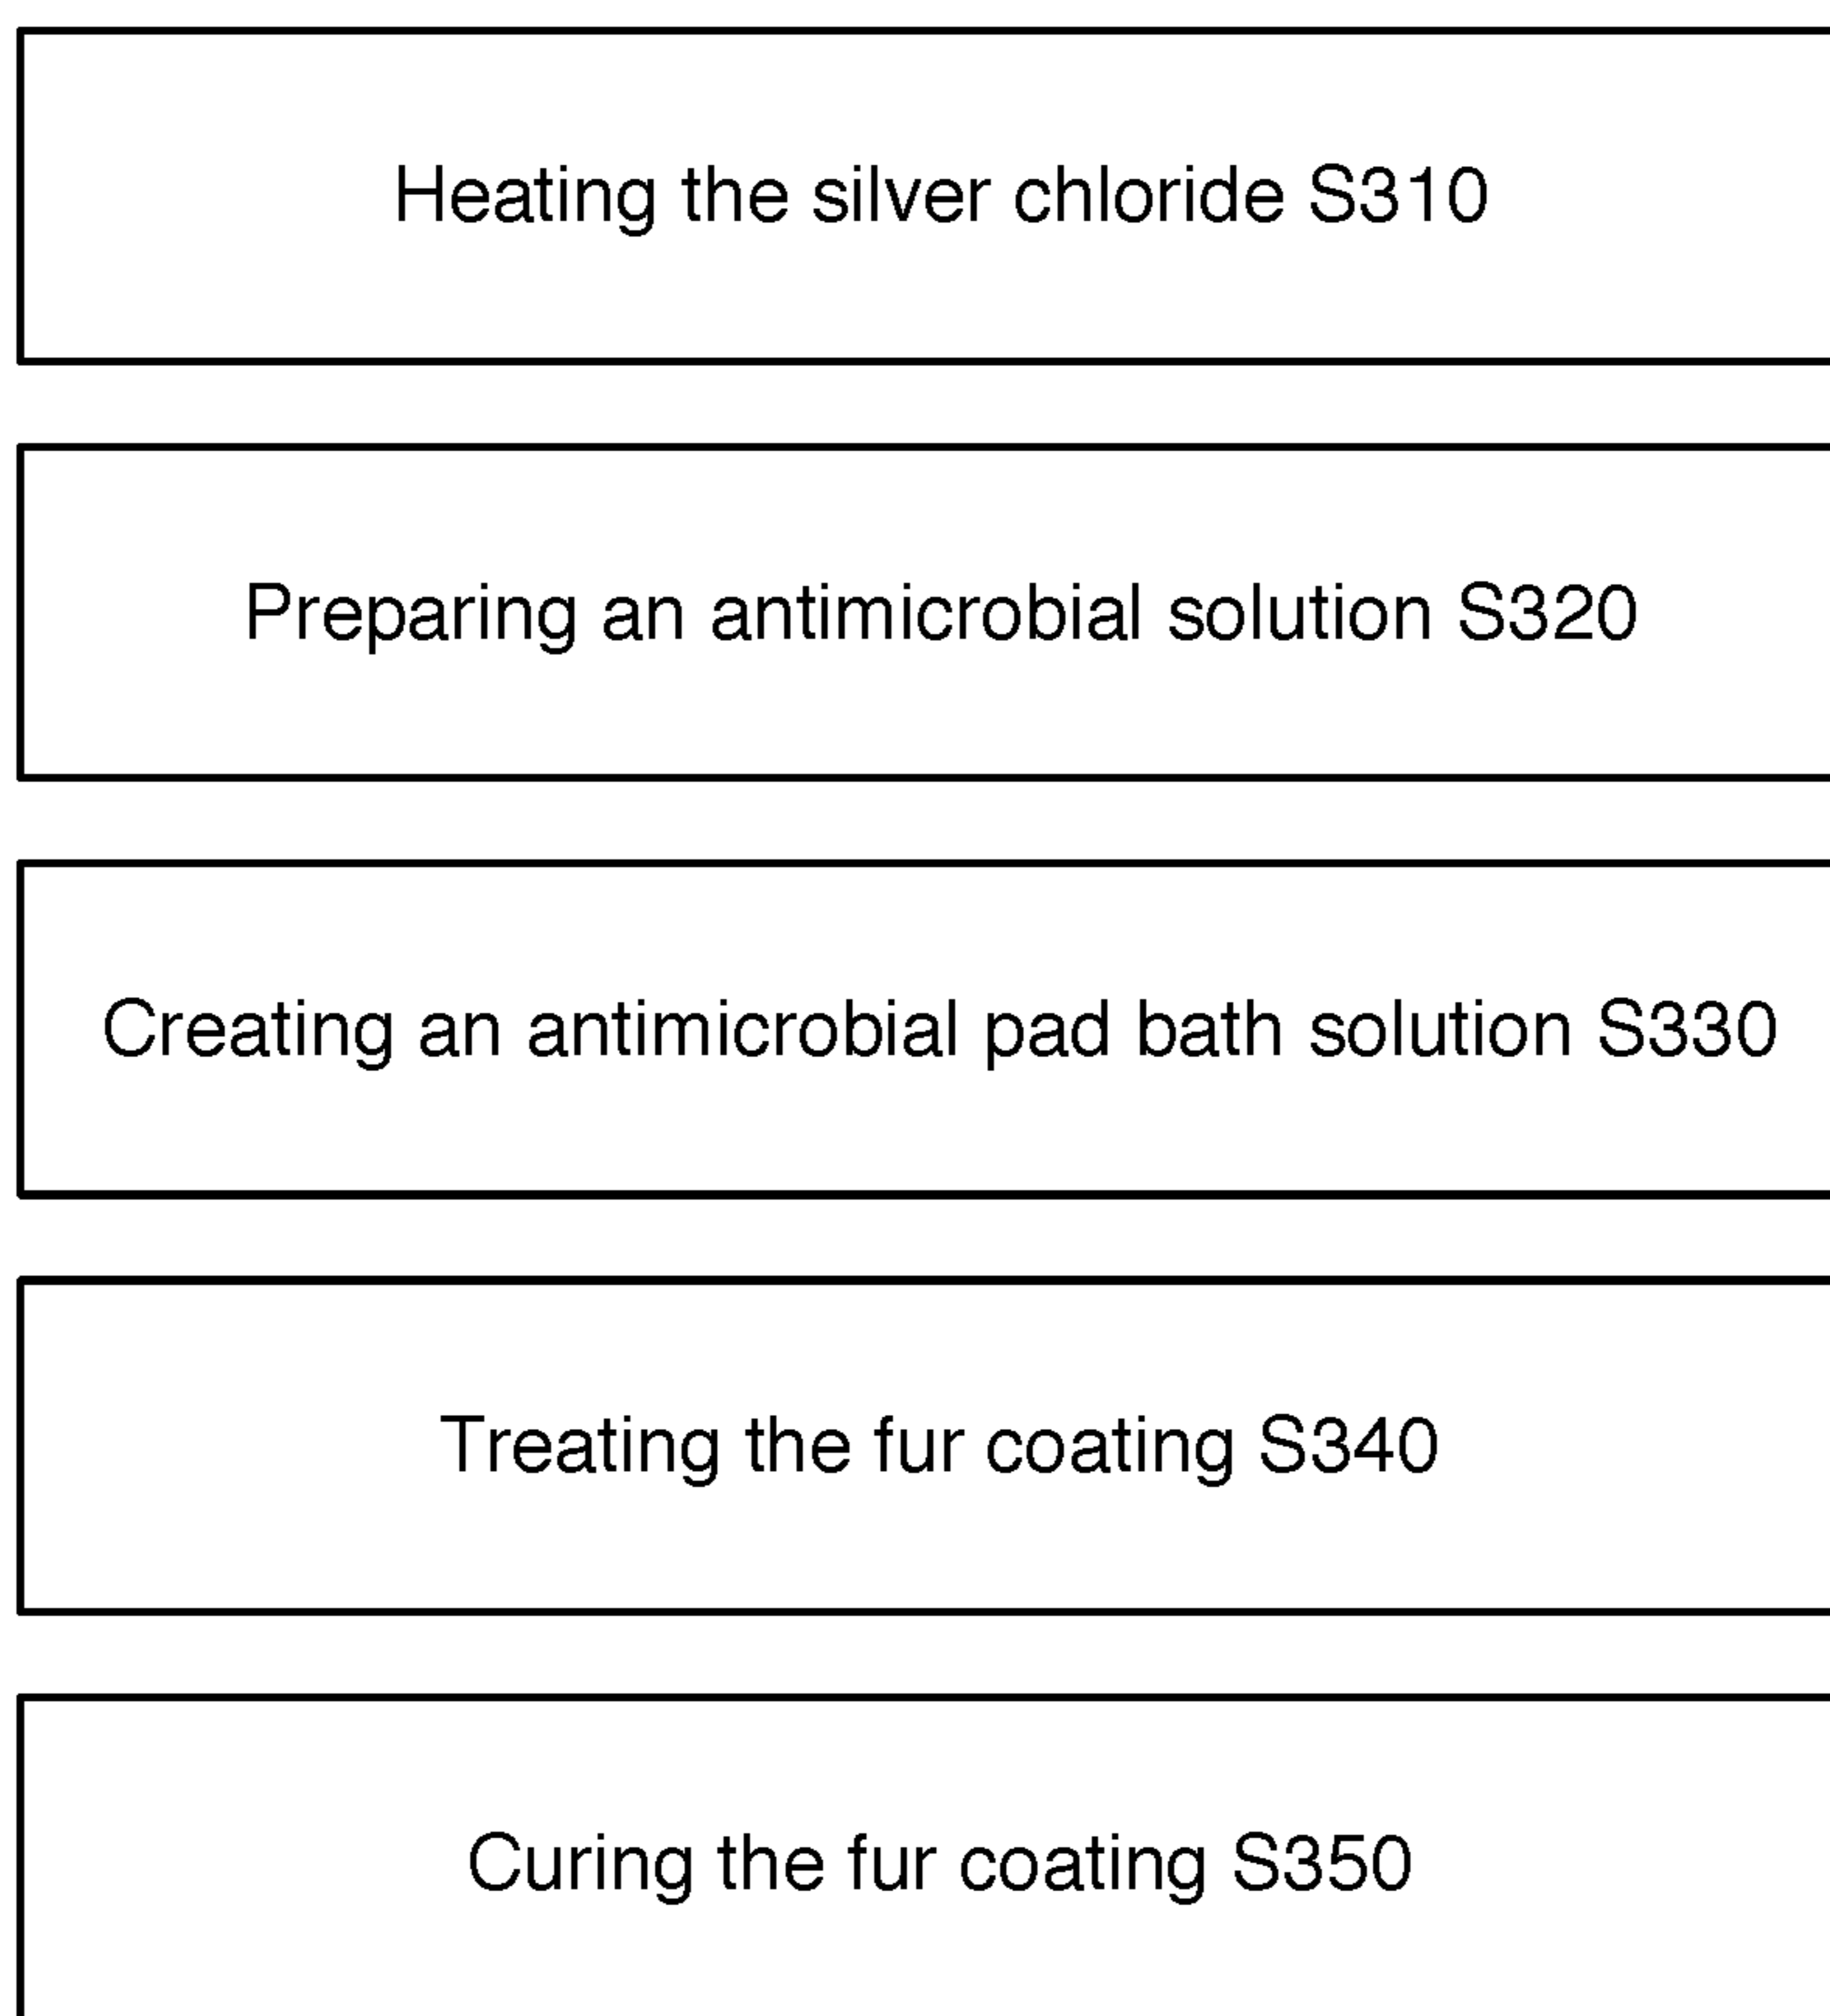 Heating the silver chloride S310
Preparing an antimicrobial solution S320
Creating an antimicrobial pad bath solution S330
Treating the fur coating S340
Curing the fur coating S350